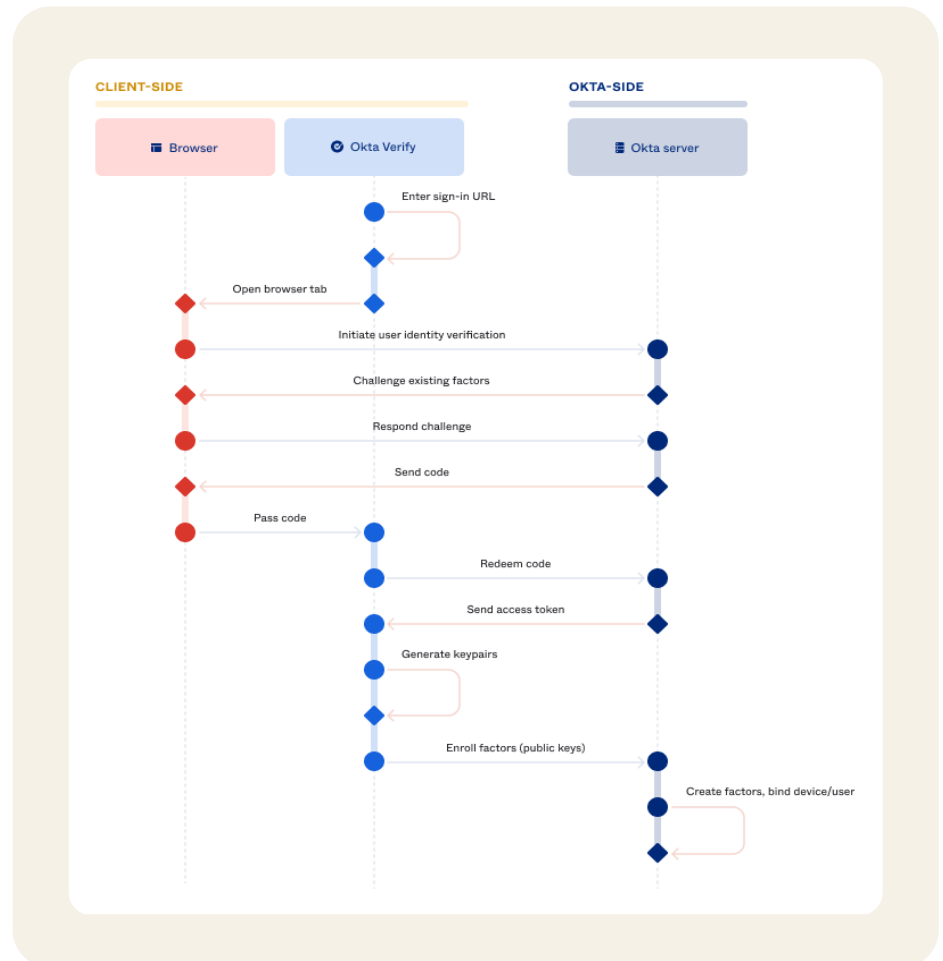 CLIENT-SIDE
OKTA-SIDE
Browser
Okta Verify
Okta server
Enter sign-in URL
Open browser tab
Initiate user identity verification
Challenge existing factors
Respond challenge
Send code
Pass code
Redeem code
Send access token
Generate keypairs
Enroll factors (public keys)
Create factors, bind device/user